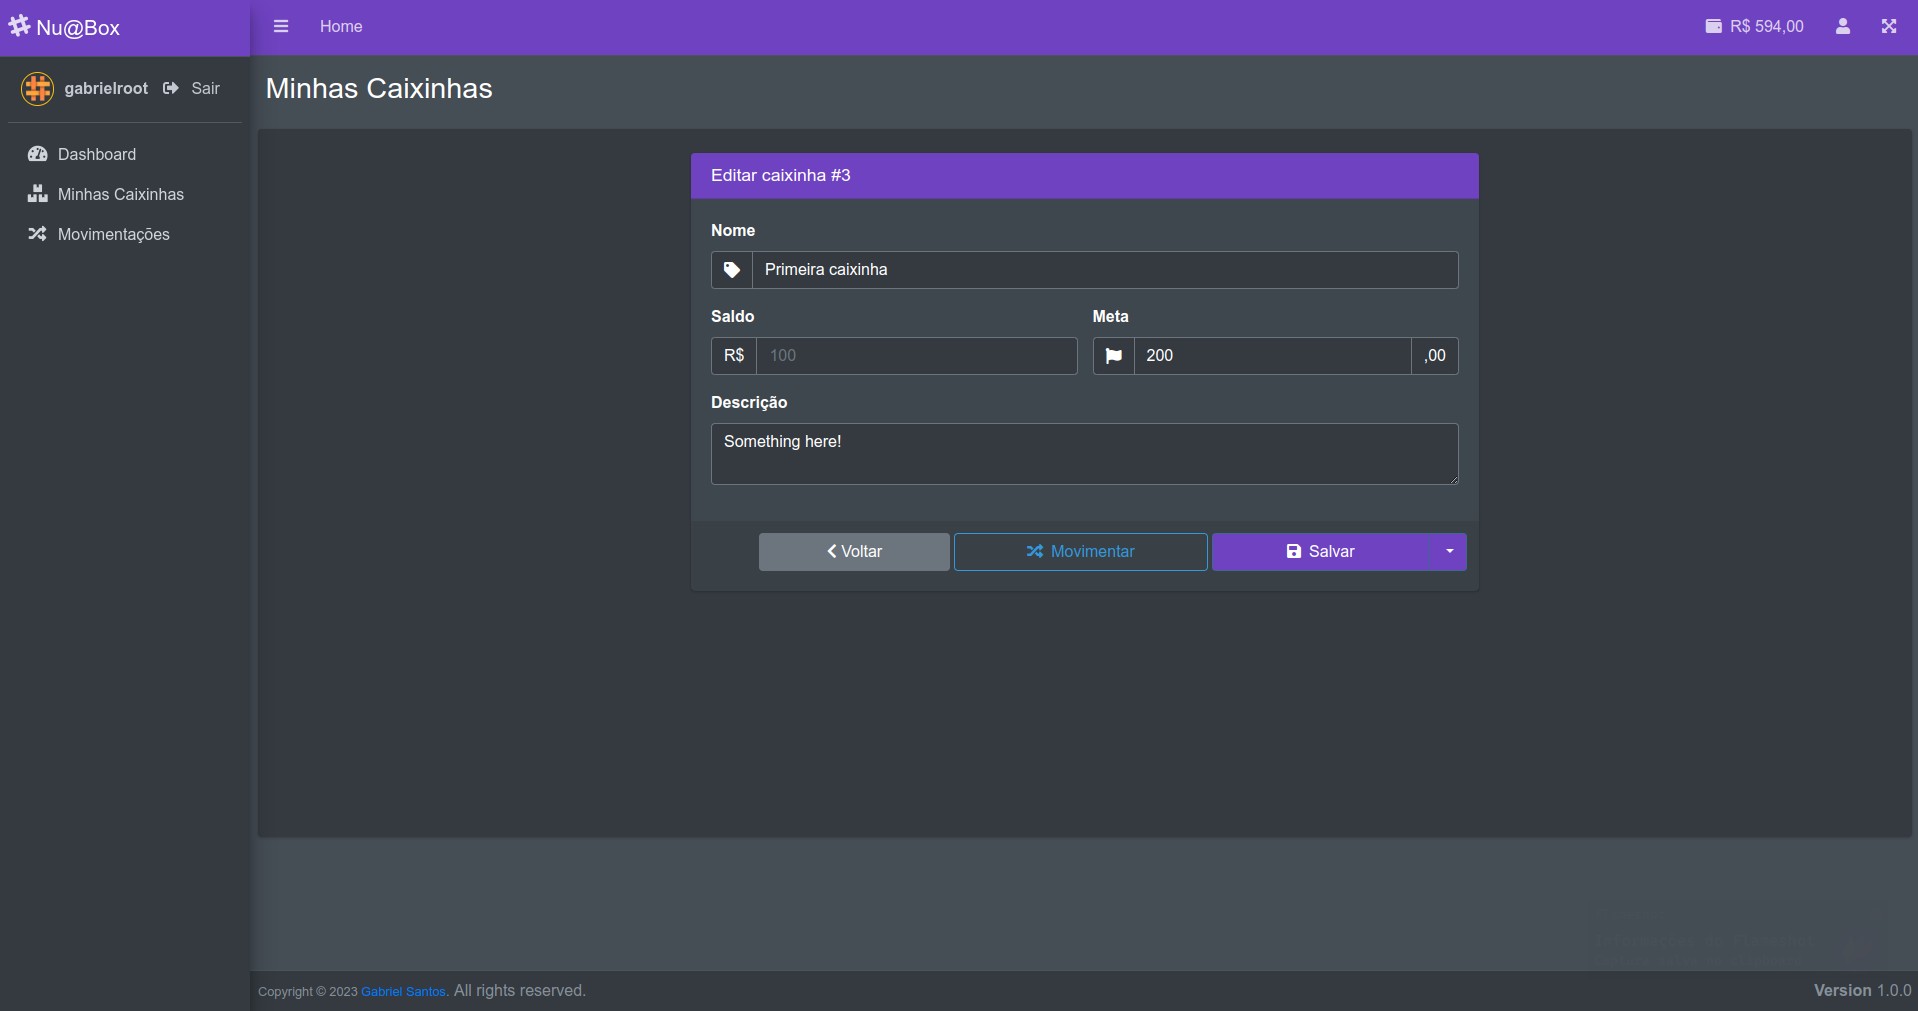 Nu@Box
Home
R$ 594,00
gabrielroot Sair
Dashboard
Minhas Caixinhas
Movimentações
Minhas Caixinhas
Editar caixinha #3
Nome
Primeira caixinha
Saldo Meta
R$ 100 200 ,00
Descrição
Something here!
Voltar Movimentar Salvar
Copyright © 2023 Gabriel Santos. All rights reserved.
Version 1.0.0